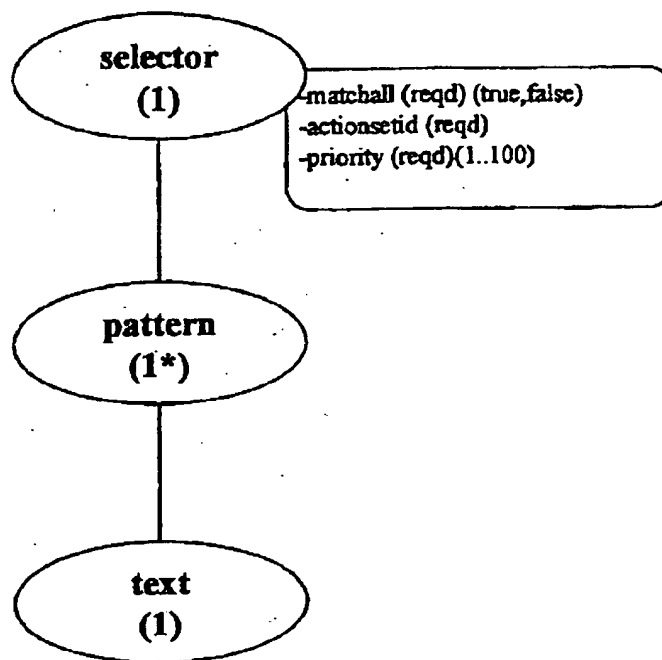 selector
(1)
-matchall (reqd) (true,false)
-actionsetid (reqd)
-priority (reqd)(1..100)
pattern
(1*)
text
(1)